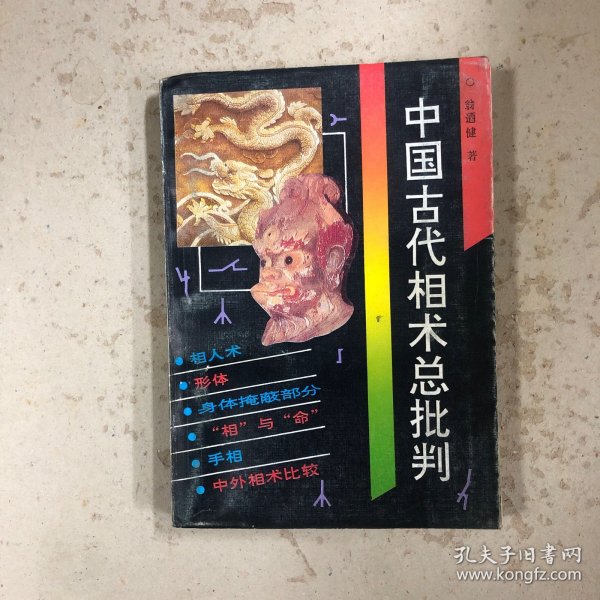 翁遒健 著
中国古代相术总批判
相人术
形体
身体掩蔽部分
“相”与“命”
手相
中外相术比较
孔夫子旧书网
www.kongfz.com